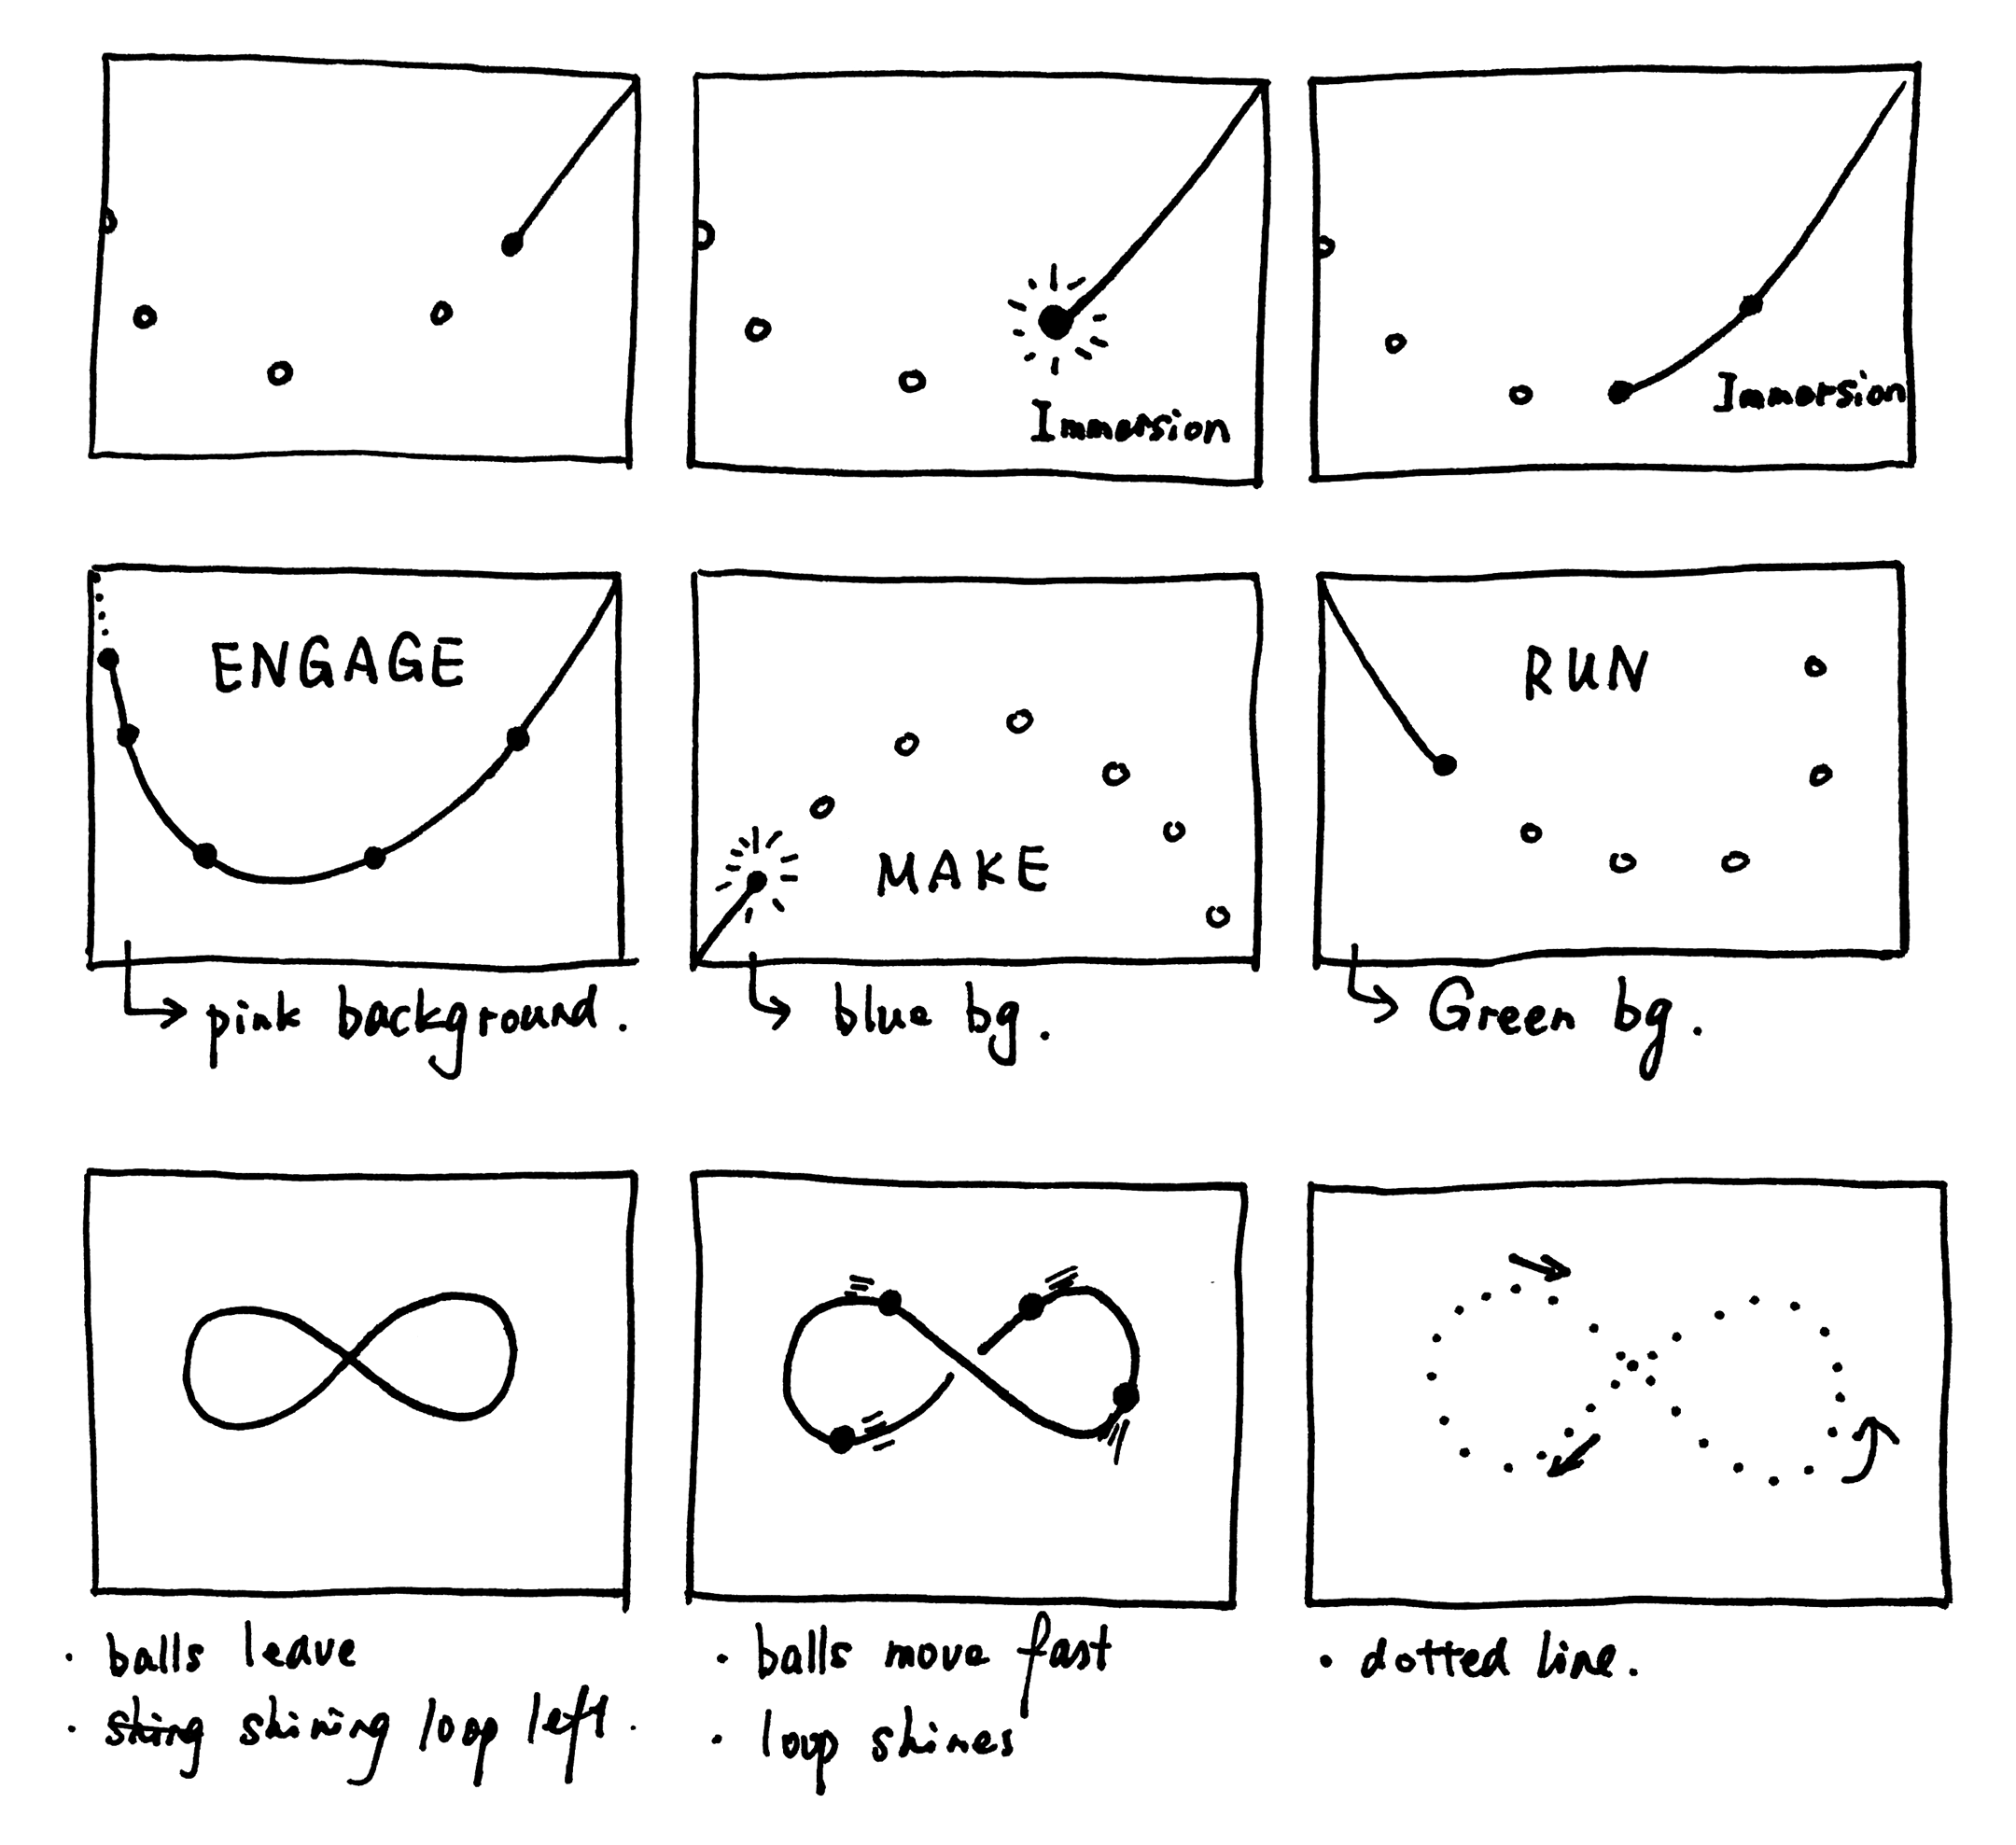 Immersion
Immersion
ENGAGE
MAKE
RUN
pink background.
blue bg.
Green bg.
· balls leave
· string shining loop left.
· balls move fast
· loop shines
· dotted line.